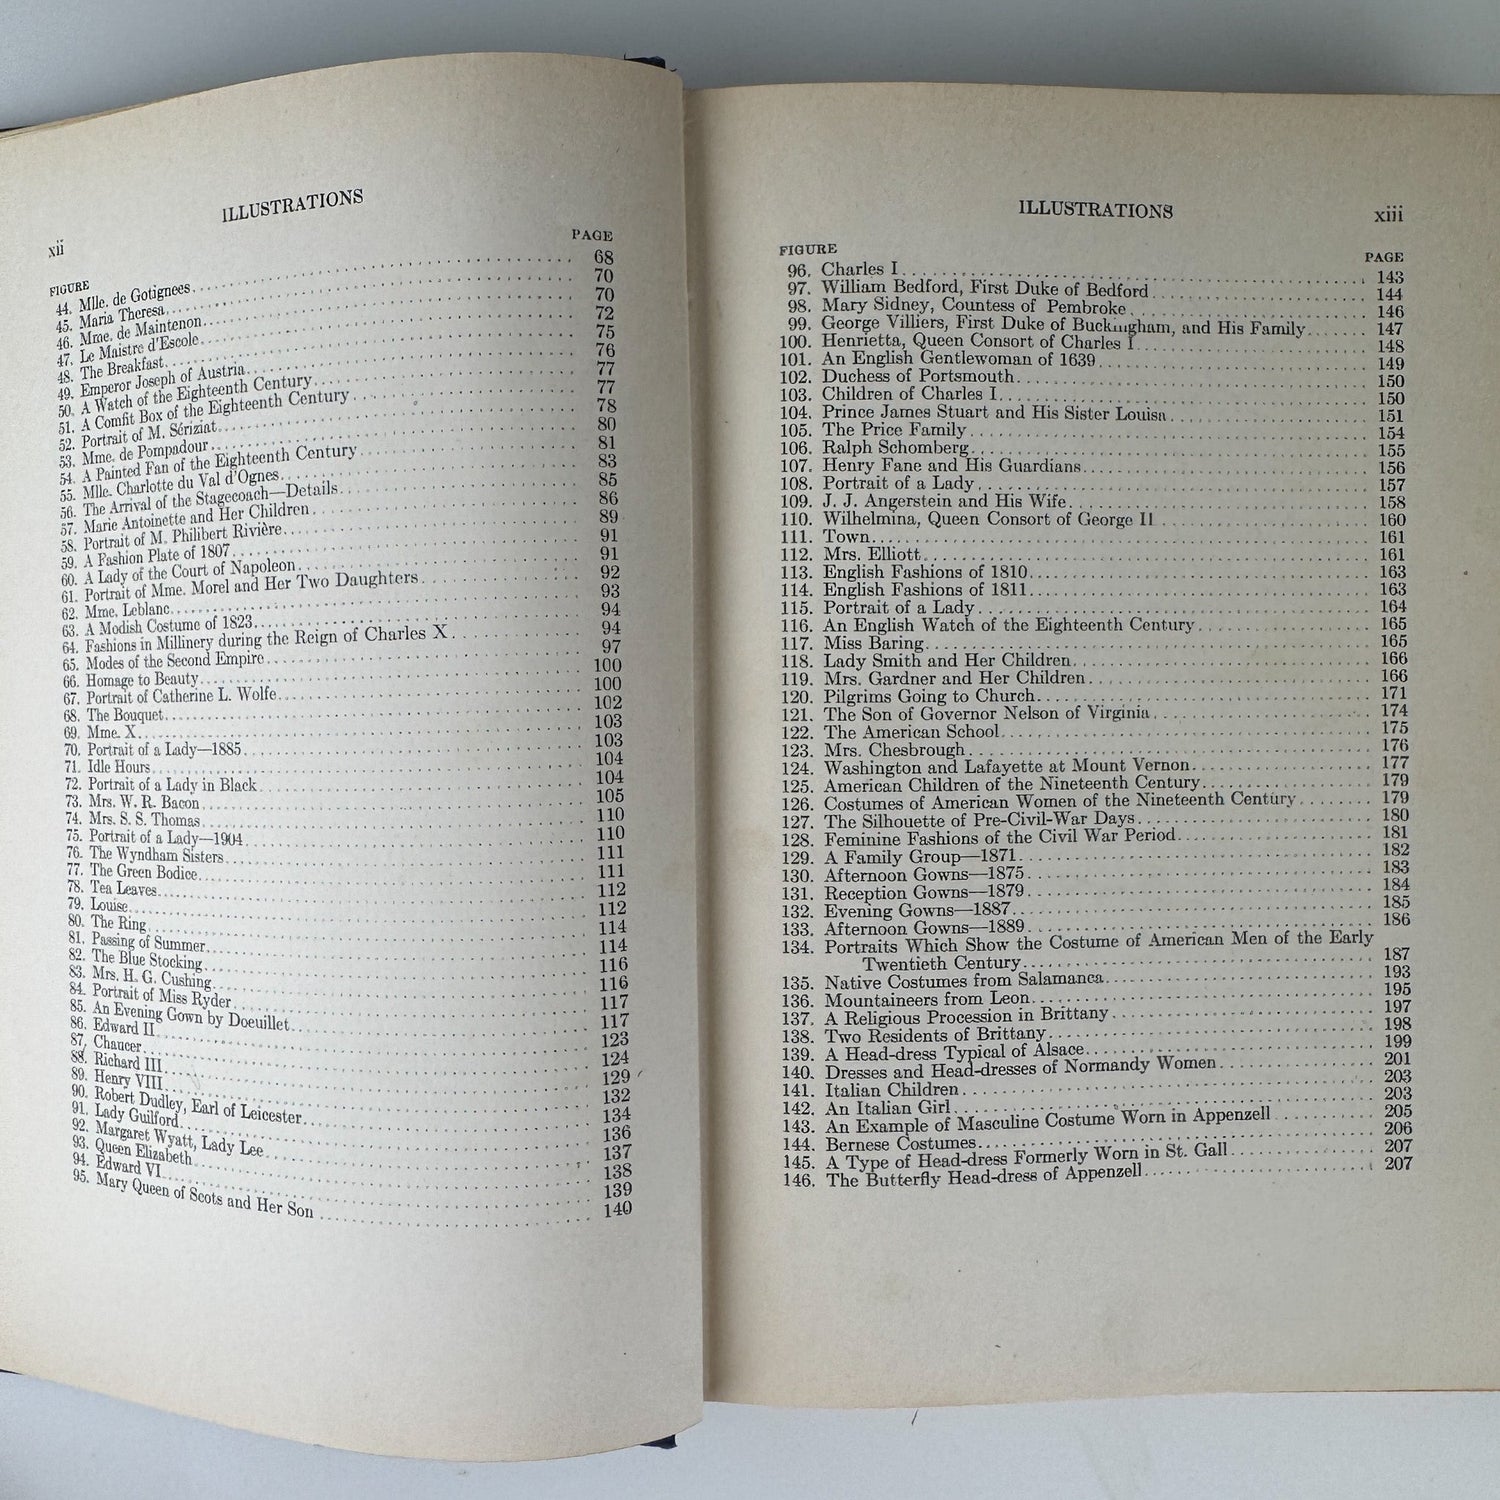 ILLUSTRATIONS
xii
FIGURE PAGE
44. Mlle. de Gotignees 68
45. Maria Theresa 70
46. Mme. de Maintenon 70
47. Le Maistre d'Escole 72
48. The Breakfast 75
49. Emperor Joseph of Austria 76
50. A Watch of the Eighteenth Century 77
51. A Comfit Box of the Eighteenth Century 77
52. Portrait of M. Sériziat 78
53. Mme. de Pompadour 80
54. A Painted Fan of the Eighteenth Century 81
55. Mlle. Charlotte du Val d'Ognes 83
56. The Arrival of the Stagecoach—Details 85
57. Marie Antoinette and Her Children 86
58. Portrait of M. Philibert Rivière 89
59. A Fashion Plate of 1807 91
60. A Lady of the Court of Napoleon 91
61. Portrait of Mme. Morel and Her Two Daughters 92
62. Mme. Leblanc 93
63. A Modish Costume of 1823 94
64. Fashions in Millinery during the Reign of Charles X 94
65. Modes of the Second Empire 97
66. Homage to Beauty 100
67. Portrait of Catherine L. Wolfe 100
68. The Bouquet 102
69. Mme. X 103
70. Portrait of a Lady—1885 103
71. Idle Hours 104
72. Portrait of a Lady in Black 104
73. Mrs. W. R. Bacon 105
74. Mrs. S. S. Thomas 110
75. Portrait of a Lady—1904 110
76. The Wyndham Sisters 111
77. The Green Bodice 111
78. Tea Leaves 112
79. Louise 112
80. The Ring 114
81. Passing of Summer 114
82. The Blue Stocking 116
83. Mrs. H. G. Cushing 116
84. Portrait of Miss Ryder 117
85. An Evening Gown by Doeuillet 117
86. Edward II 123
87. Chaucer 124
88. Richard III 129
89. Henry VIII 132
90. Robert Dudley, Earl of Leicester 134
91. Lady Guilford 136
92. Margaret Wyatt, Lady Lee 137
93. Queen Elizabeth 138
94. Edward VI 139
95. Mary Queen of Scots and Her Son 140
ILLUSTRATIONS xiii
FIGURE PAGE
96. Charles I 143
97. William Bedford, First Duke of Bedford 144
98. Mary Sidney, Countess of Pembroke 146
99. George Villiers, First Duke of Buckingham, and His Family 147
100. Henrietta, Queen Consort of Charles I 148
101. An English Gentlewoman of 1639 149
102. Duchess of Portsmouth 150
103. Children of Charles I 150
104. Prince James Stuart and His Sister Louisa 151
105. The Price Family 154
106. Ralph Schomberg 155
107. Henry Fane and His Guardians 156
108. Portrait of a Lady 157
109. J. J. Angerstein and His Wife 158
110. Wilhelmina, Queen Consort of George II 160
111. Town 161
112. Mrs. Elliott 161
113. English Fashions of 1810 163
114. English Fashions of 1811 163
115. Portrait of a Lady 164
116. An English Watch of the Eighteenth Century 165
117. Miss Baring 165
118. Lady Smith and Her Children 166
119. Mrs. Gardner and Her Children 166
120. Pilgrims Going to Church 171
121. The Son of Governor Nelson of Virginia 174
122. The American School 175
123. Mrs. Chesbrough 176
124. Washington and Lafayette at Mount Vernon 177
125. American Children of the Nineteenth Century 179
126. Costumes of American Women of the Nineteenth Century 179
127. The Silhouette of Pre-Civil-War Days 180
128. Feminine Fashions of the Civil War Period 181
129. A Family Group—1871 182
130. Afternoon Gowns—1875 183
131. Reception Gowns—1879 184
132. Evening Gowns—1887 185
133. Afternoon Gowns—1889 186
134. Portraits Which Show the Costume of American Men of the Early
Twentieth Century 187
135. Native Costumes from Salamanca 193
136. Mountaineers from Leon 195
137. A Religious Procession in Brittany 197
138. Two Residents of Brittany 198
139. A Head-dress Typical of Alsace 199
140. Dresses and Head-dresses of Normandy Women 201
141. Italian Children 203
142. An Italian Girl 203
143. An Example of Masculine Costume Worn in Appenzell 205
144. Bernese Costumes 206
145. A Type of Head-dress Formerly Worn in St. Gall 207
146. The Butterfly Head-dress of Appenzell 207